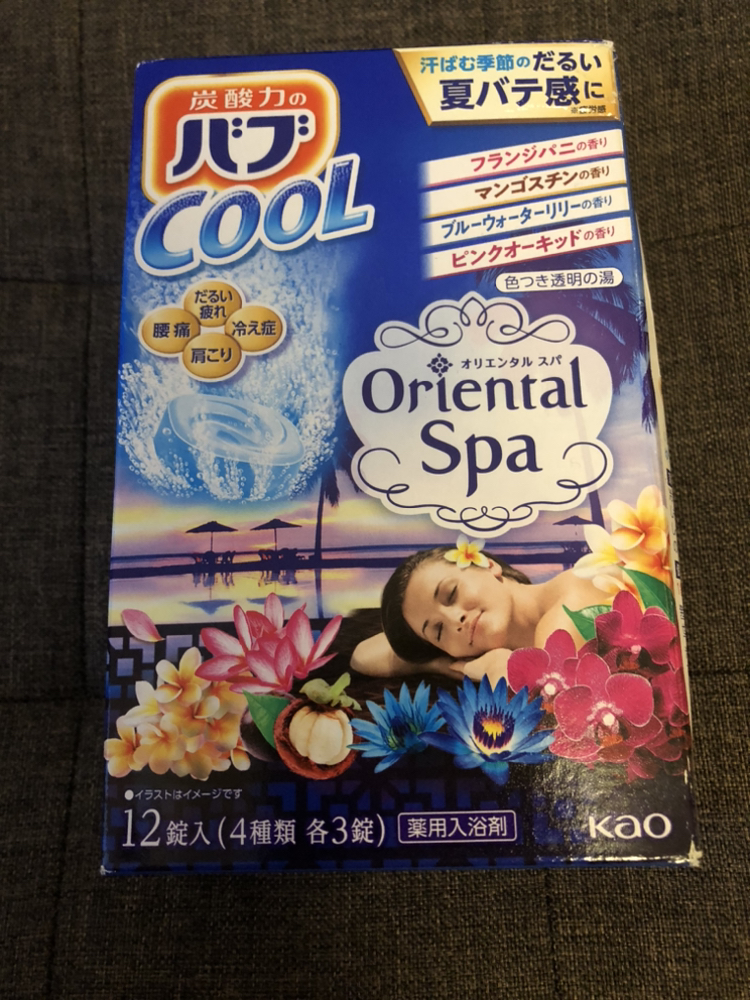 炭酸力の
バブ
COOL
汗ばむ季節のだるい
夏バテ感に
※疲労感
フランジパニの香り
マンゴスチンの香り
ブルーウォーターリリーの香り
ピンクオーキッドの香り
色つき透明の湯
だるい
疲れ
腰痛
冷え症
肩こり
オリエンタル スパ
Oriental
Spa
●イラストはイメージです
12錠入(4種類 各3錠)
薬用入浴剤
Kao